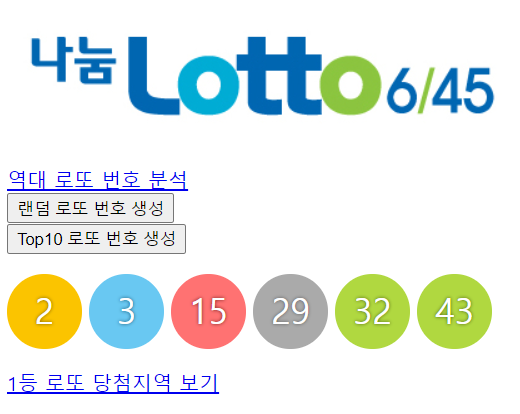 나눔 Lotto 6/45
역대 로또 번호 분석
랜덤 로또 번호 생성
Top10 로또 번호 생성
2 3 15 29 32 43
1등 로또 당첨지역 보기